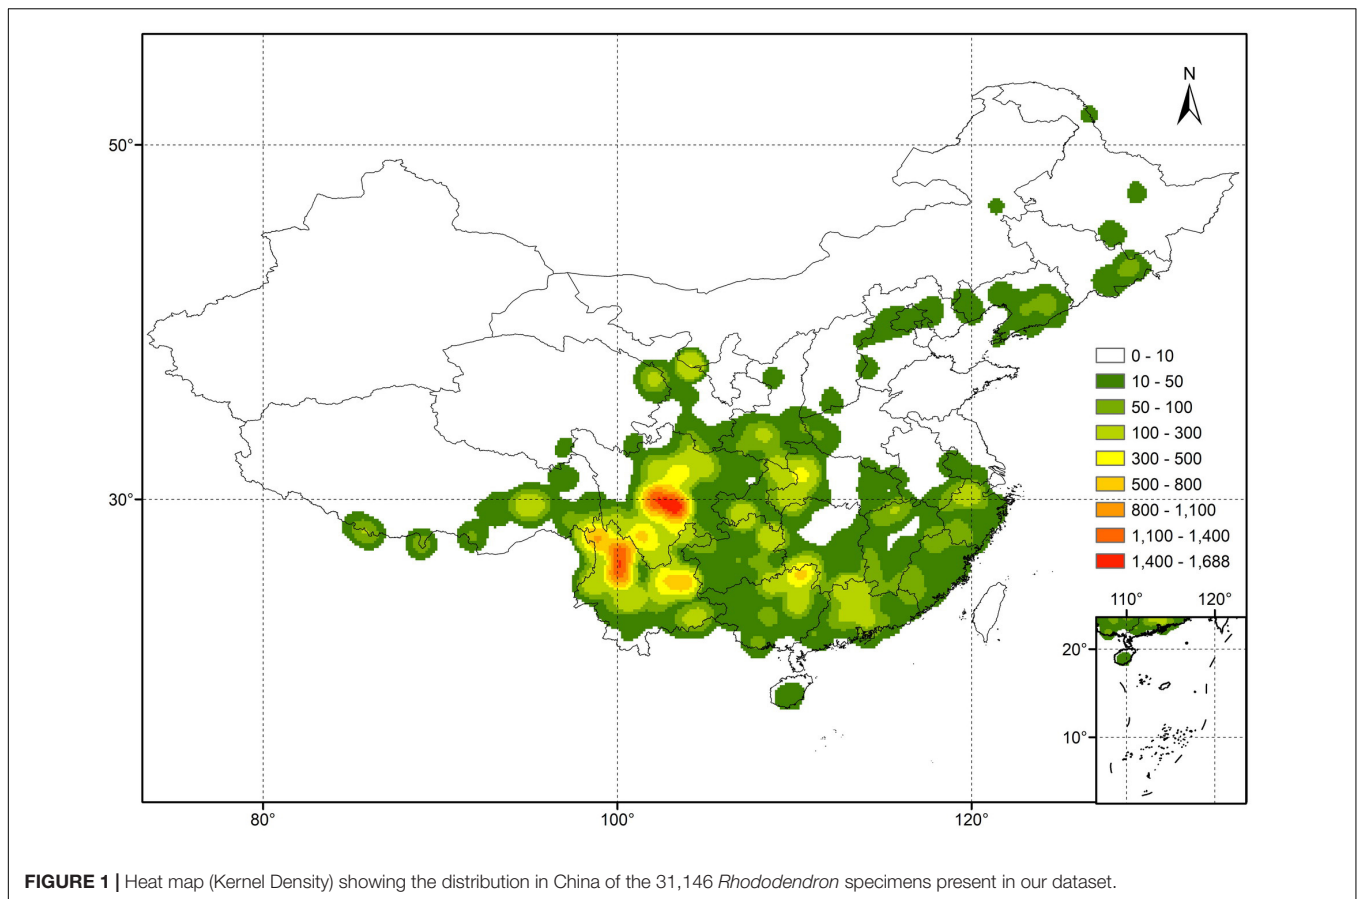 N
50°
30°
0 - 10
10 - 50
50 - 100
100 - 300
300 - 500
500 - 800
800 - 1,100
1,100 - 1,400
1,400 - 1,688
110° 120°
20°
10°
80° 100° 120°
FIGURE 1 | Heat map (Kernel Density) showing the distribution in China of the 31,146 Rhododendron specimens present in our dataset.